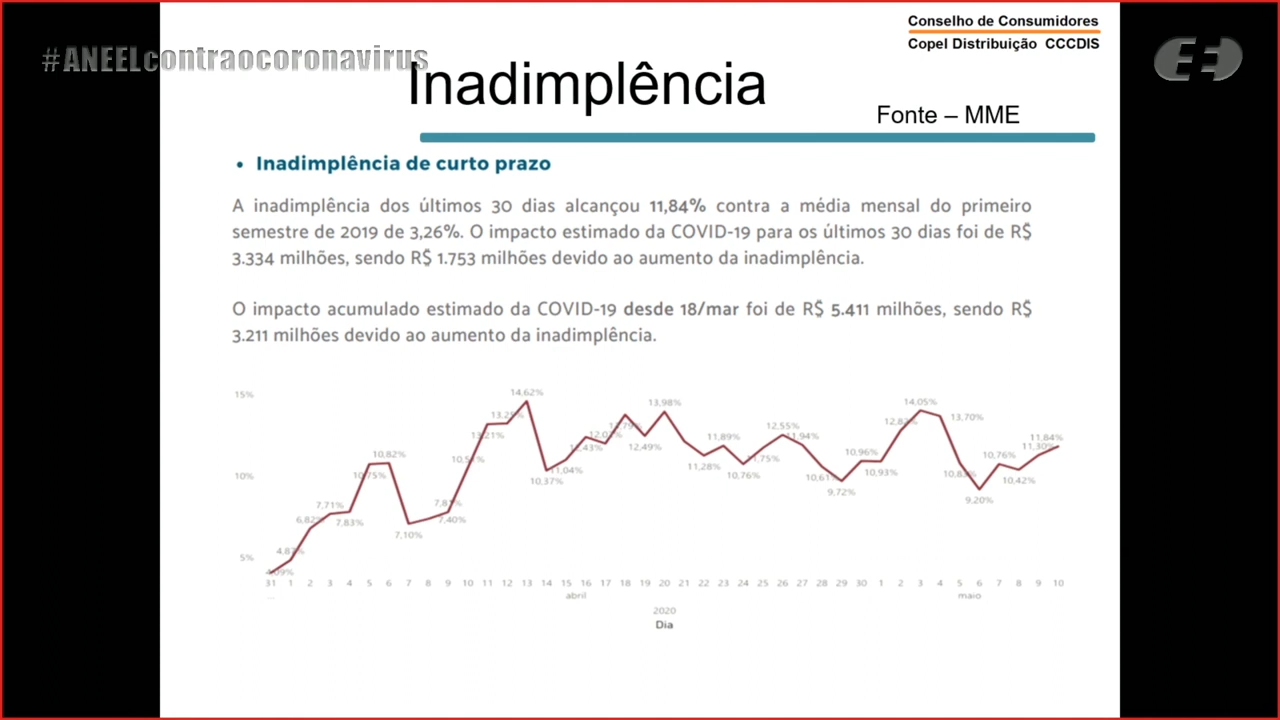 Conselho de Consumidores
Copel Distribuição CCCDIS
#ANEELcontraocoronavirus
Inadimplência
Fonte – MME
• Inadimplência de curto prazo
A inadimplência dos últimos 30 dias alcançou 11,84% contra a média mensal do primeiro
semestre de 2019 de 3,26%. O impacto estimado da COVID-19 para os últimos 30 dias foi de R$
3.334 milhões, sendo R$ 1.753 milhões devido ao aumento da inadimplência.
O impacto acumulado estimado da COVID-19 desde 18/mar foi de R$ 5.411 milhões, sendo R$
3.211 milhões devido ao aumento da inadimplência.
15%
10%
5%
4,09%
6,82%
7,71%
7,83%
10,75%
10,82%
7,10%
7,40%
13,21%
14,62%
10,37%
11,04%
12,49%
13,98%
11,28%
11,89%
10,76%
11,75%
12,55%
11,94%
10,61%
9,72%
10,96%
10,93%
14,05%
13,70%
9,20%
10,76%
10,42%
11,30%
11,84%
31 1 2 3 4 5 6 7 8 9 10 11 12 13 14 15 16 17 18 19 20 21 22 23 24 25 26 27 28 29 30 1 2 3 4 5 6 7 8 9 10
abril maio
2020
Dia